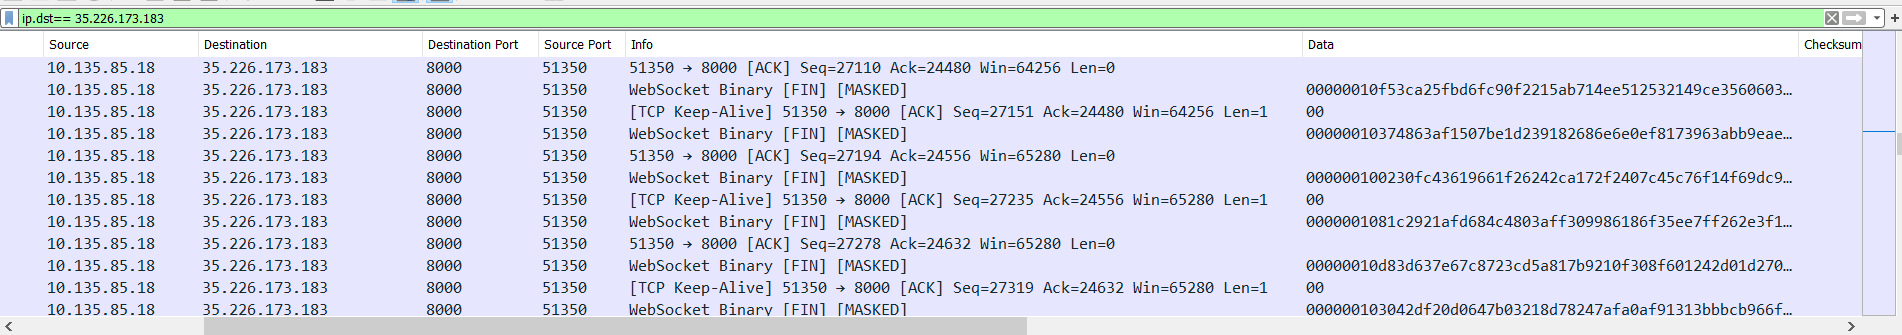 ip.dst== 35.226.173.183
Source Destination Destination Port Source Port Info Data Checksum
10.135.85.18 35.226.173.183 8000 51350 51350 → 8000 [ACK] Seq=27110 Ack=24480 Win=64256 Len=0
10.135.85.18 35.226.173.183 8000 51350 WebSocket Binary [FIN] [MASKED] 00000010f53ca25fbd6fc90f2215ab714ee512532149ce3560603…
10.135.85.18 35.226.173.183 8000 51350 [TCP Keep-Alive] 51350 → 8000 [ACK] Seq=27151 Ack=24480 Win=64256 Len=1 00
10.135.85.18 35.226.173.183 8000 51350 WebSocket Binary [FIN] [MASKED] 00000010374863af1507be1d239182686e6e0ef8173963abb9eae…
10.135.85.18 35.226.173.183 8000 51350 51350 → 8000 [ACK] Seq=27194 Ack=24556 Win=65280 Len=0
10.135.85.18 35.226.173.183 8000 51350 WebSocket Binary [FIN] [MASKED] 000000100230fc43619661f26242ca172f2407c45c76f14f69dc9…
10.135.85.18 35.226.173.183 8000 51350 [TCP Keep-Alive] 51350 → 8000 [ACK] Seq=27235 Ack=24556 Win=65280 Len=1 00
10.135.85.18 35.226.173.183 8000 51350 WebSocket Binary [FIN] [MASKED] 0000001081c2921afd684c4803aff309986186f35ee7ff262e3f1…
10.135.85.18 35.226.173.183 8000 51350 51350 → 8000 [ACK] Seq=27278 Ack=24632 Win=65280 Len=0
10.135.85.18 35.226.173.183 8000 51350 WebSocket Binary [FIN] [MASKED] 00000010d83d637e67c8723cd5a817b9210f308f601242d01d270…
10.135.85.18 35.226.173.183 8000 51350 [TCP Keep-Alive] 51350 → 8000 [ACK] Seq=27319 Ack=24632 Win=65280 Len=1 00
10.135.85.18 35.226.173.183 8000 51350 WebSocket Binary [FIN] [MASKED] 000000103042df20d0647b03218d78247afa0af91313bbbcb966f…